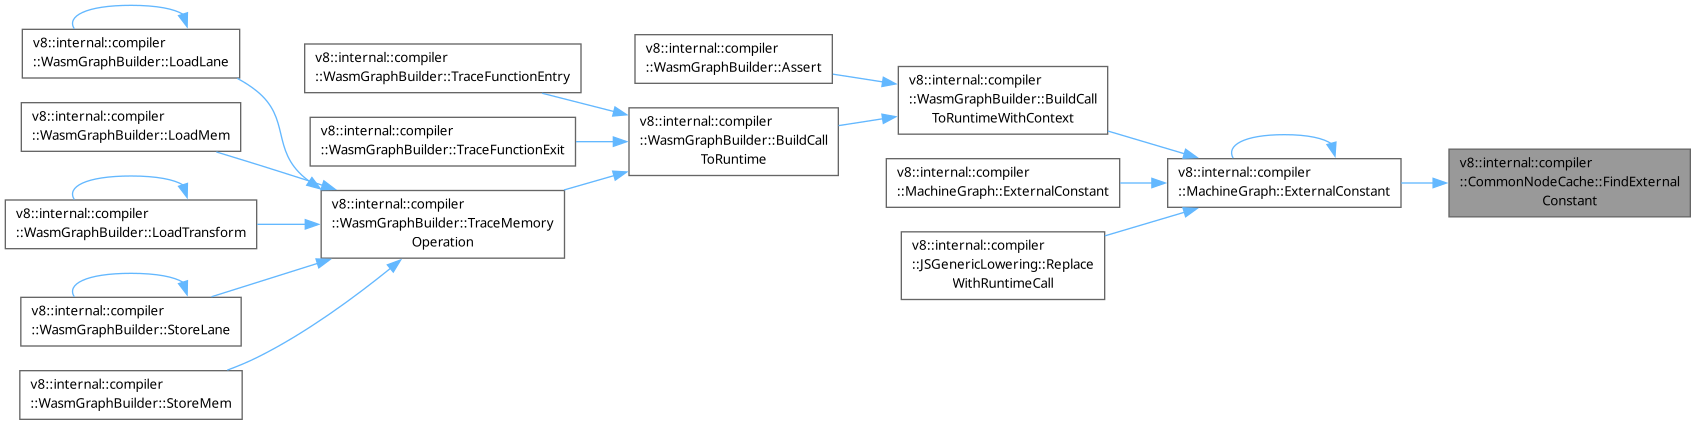 v8::internal::compiler
::WasmGraphBuilder::LoadLane
v8::internal::compiler
::WasmGraphBuilder::LoadMem
v8::internal::compiler
::WasmGraphBuilder::LoadTransform
v8::internal::compiler
::WasmGraphBuilder::StoreLane
v8::internal::compiler
::WasmGraphBuilder::StoreMem
v8::internal::compiler
::WasmGraphBuilder::TraceFunctionEntry
v8::internal::compiler
::WasmGraphBuilder::TraceFunctionExit
v8::internal::compiler
::WasmGraphBuilder::TraceMemory
Operation
v8::internal::compiler
::WasmGraphBuilder::Assert
v8::internal::compiler
::WasmGraphBuilder::BuildCall
ToRuntime
v8::internal::compiler
::WasmGraphBuilder::BuildCall
ToRuntimeWithContext
v8::internal::compiler
::MachineGraph::ExternalConstant
v8::internal::compiler
::JSGenericLowering::Replace
WithRuntimeCall
v8::internal::compiler
::MachineGraph::ExternalConstant
v8::internal::compiler
::CommonNodeCache::FindExternal
Constant